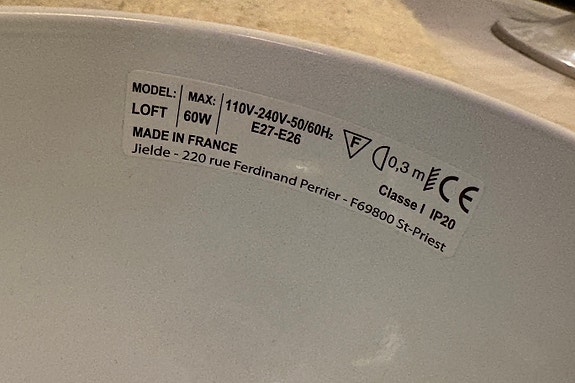 MODEL: LOFT
MAX: 60W
110V-240V-50/60Hz
E27-E26
F
0,3 m
CE
MADE IN FRANCE
Classe I IP20
Jielde - 220 rue Ferdinand Perrier - F69800 St-Priest